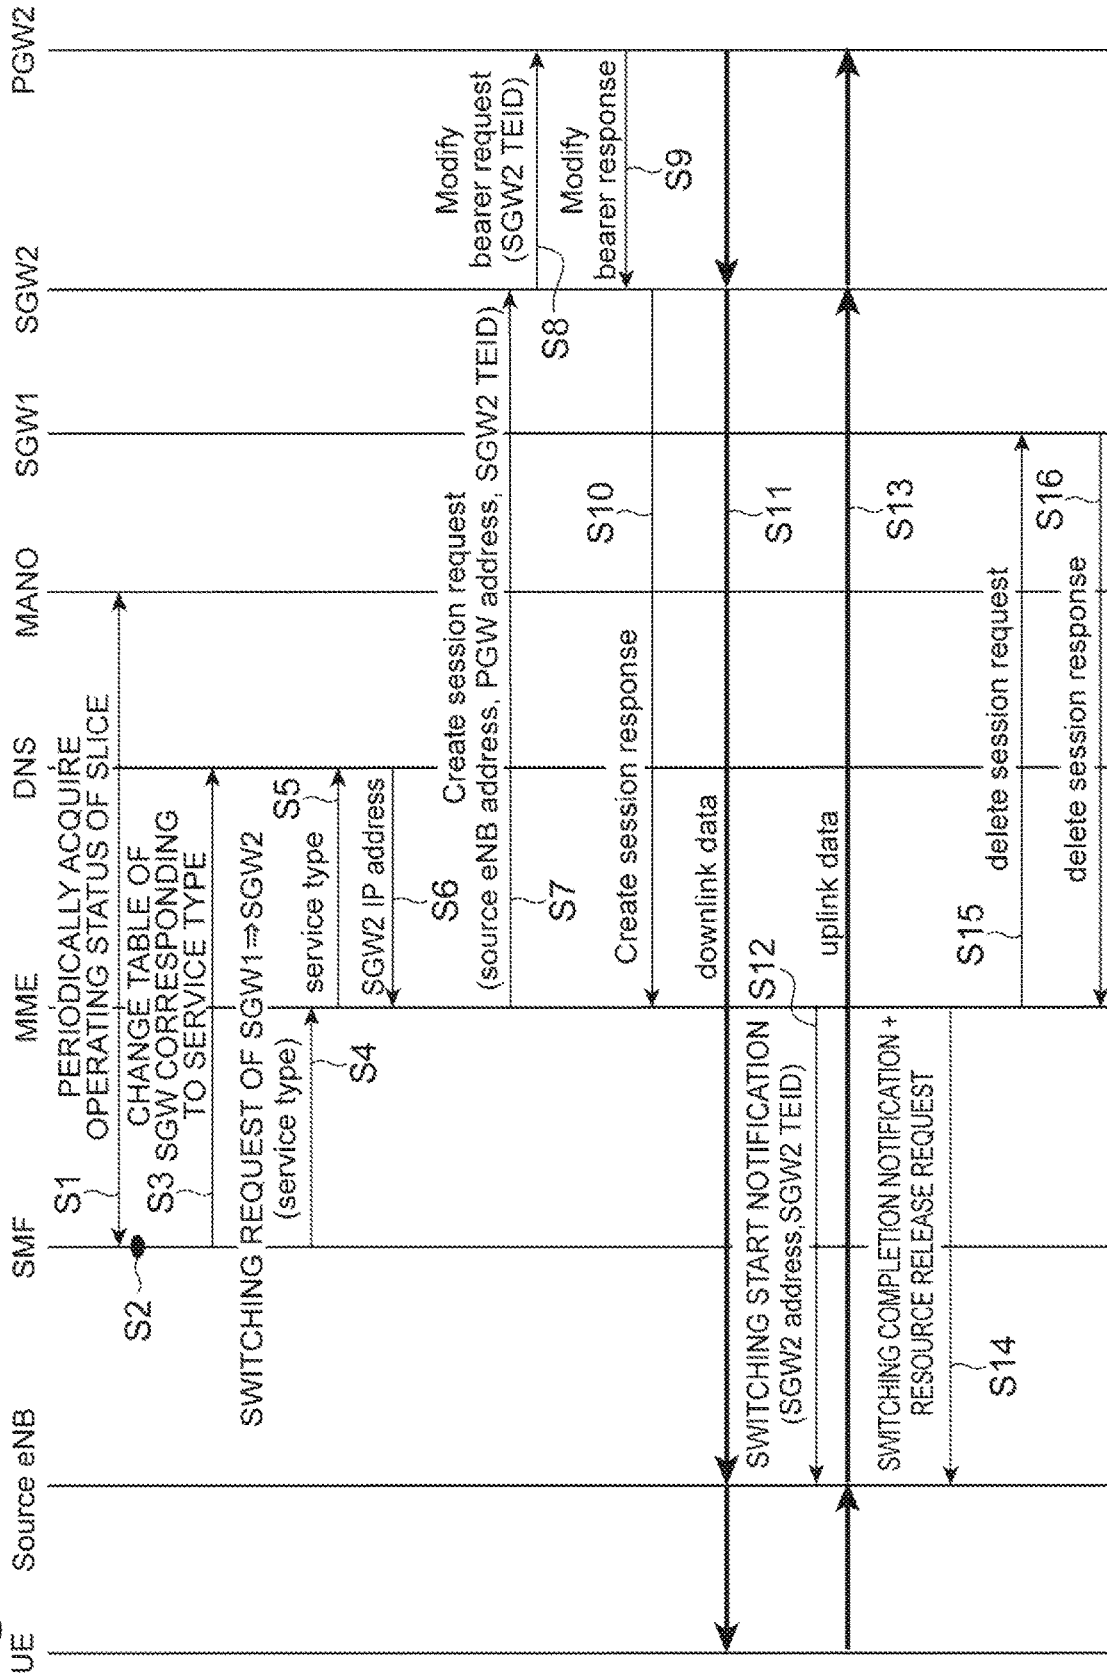 UE
Source eNB
SMF
MME
DNS
MANO
SGW1
SGW2
PGW2
S1
PERIODICALLY ACQUIRE
OPERATING STATUS OF SLICE
S2
S3
CHANGE TABLE OF
SGW CORRESPONDING
TO SERVICE TYPE
SWITCHING REQUEST OF SGW1⇒SGW2
(service type)
S4
service type
S5
SGW2 IP address
S6
Create session request
(source eNB address, PGW address, SGW2 TEID)
S7
Modify
bearer request
(SGW2 TEID)
S8
Modify
bearer response
S9
Create session response
S10
downlink data
S11
SWITCHING START NOTIFICATION
(SGW2 address,SGW2 TEID)
S12
uplink data
S13
SWITCHING COMPLETION NOTIFICATION +
RESOURCE RELEASE REQUEST
S14
delete session request
S15
delete session response
S16